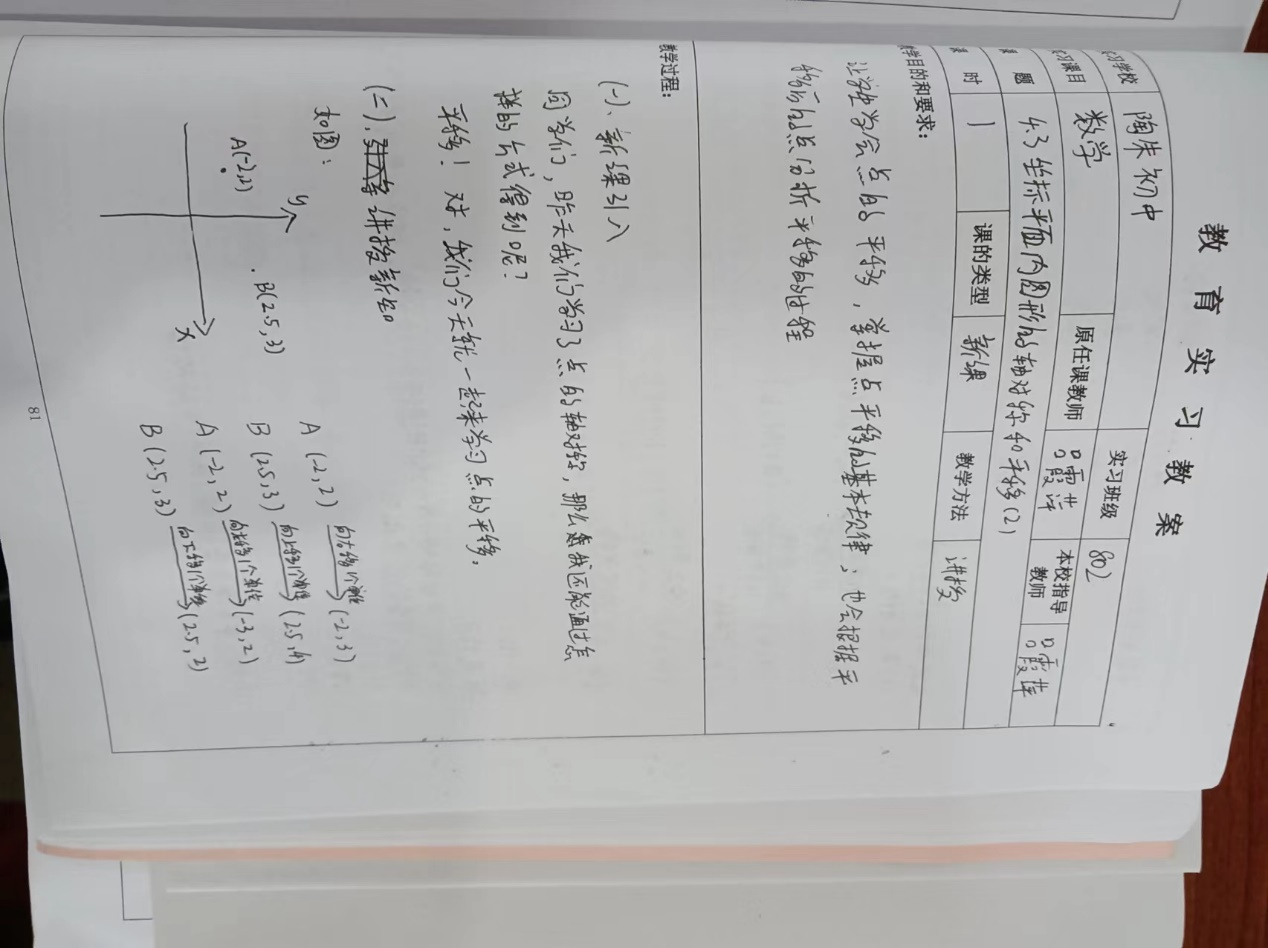 教育实习教案
实习学校 陶朱初中 实习班级 802
实习课目 数学 原任课教师 吕霞萍 本校指导教师 吕霞萍
课题 4.3 坐标平面内图形的轴对称和平移(2)
课时 1 课的类型 新课 教学方法 讲授
教学目的和要求：
让学生学会点的平移，掌握点平移的基本规律，也会根据平
移后的点分析平移的过程
教学过程：
(一)、新课引入
同学们，昨天我们学习了点的轴对称，那么我还能通过怎
样的方式得到呢？
平移！对，我们今天就一起来学习点的平移。
(二)、讲授新知
如图：
y
x
A(-2,2)
B(2.5,3)
A (-2,2) 向右移1个单位 (-2,3)
B (2.5,3) 向上移1个单位 (2.5,4)
A (-2,2) 向左移1个单位 (-3,2)
B (2.5,3) 向下移1个单位 (2.5,2)
81